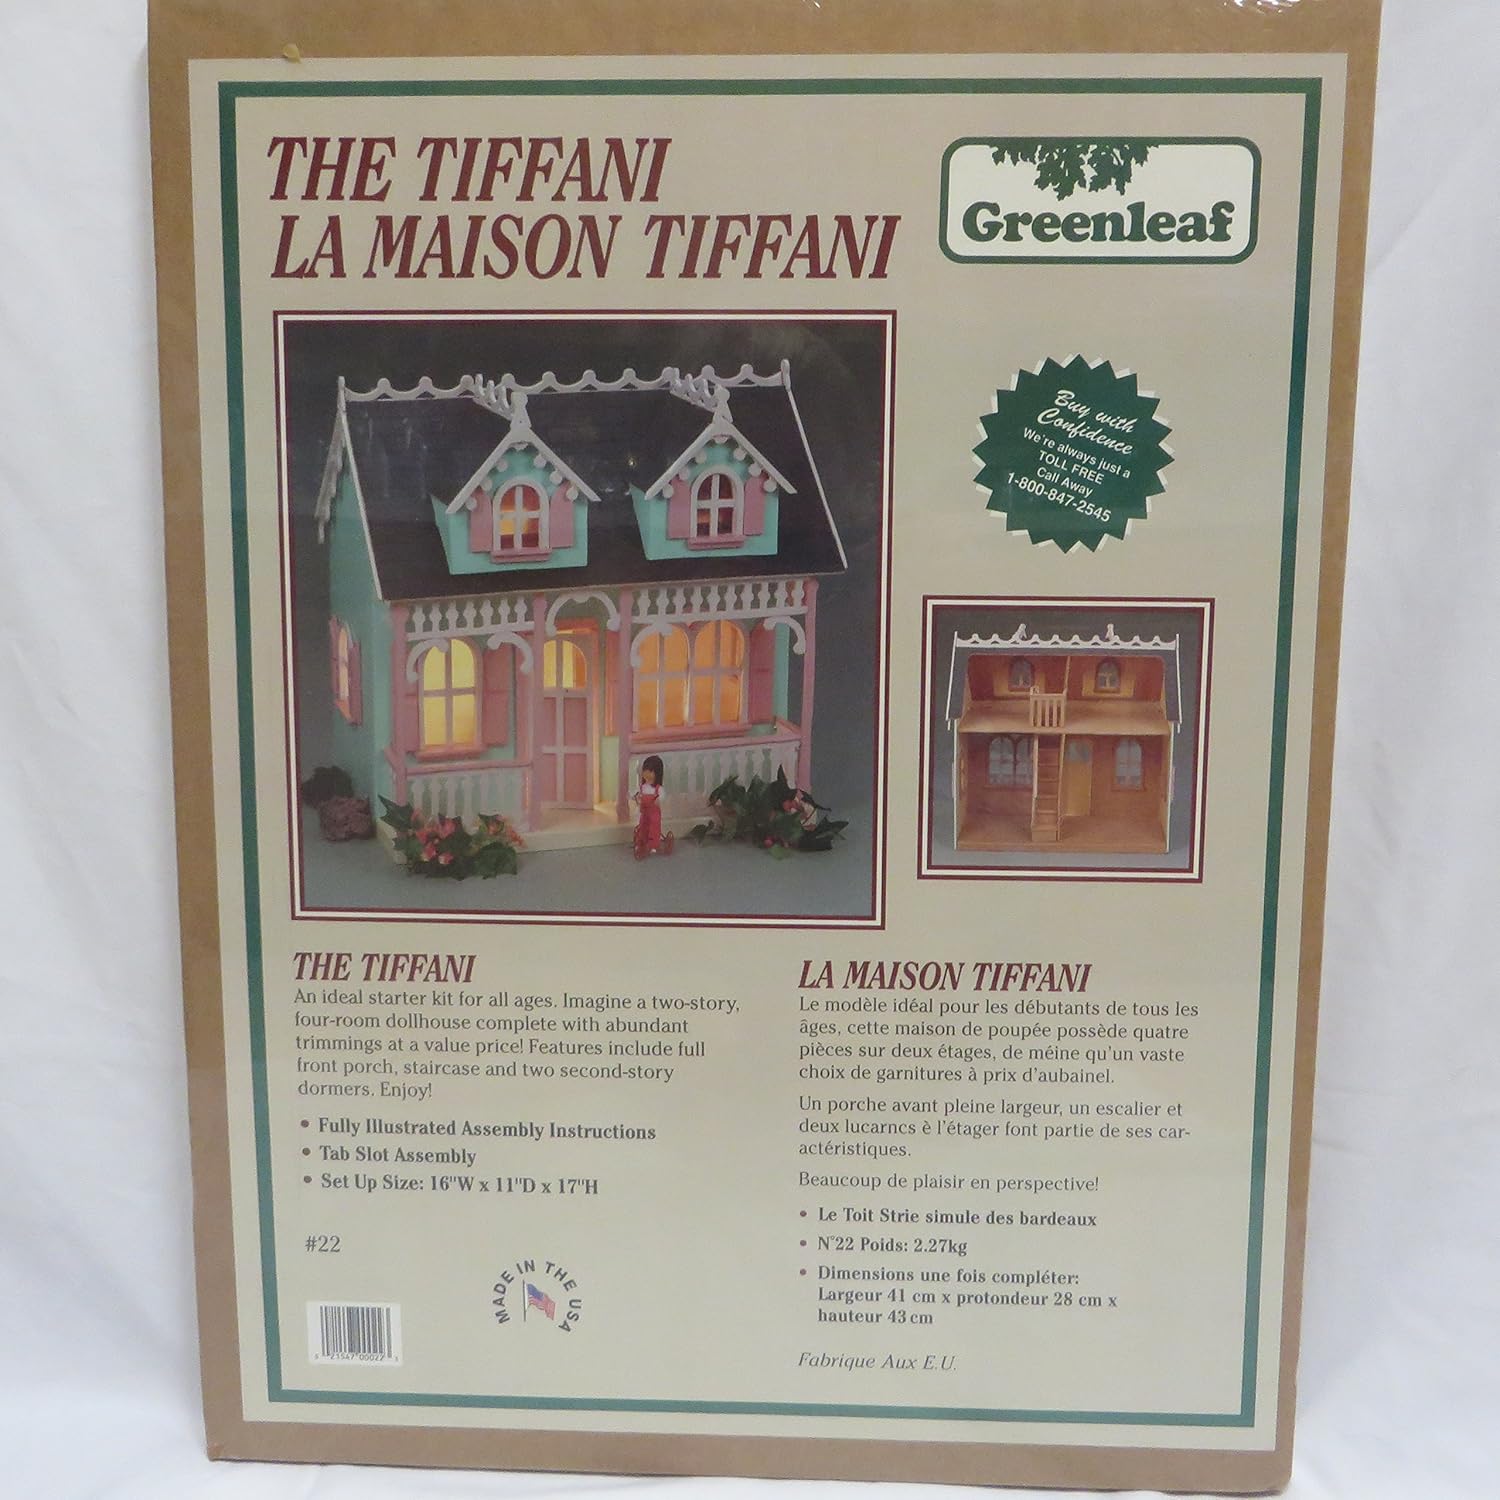 THE TIFFANI
LA MAISON TIFFANI
Greenleaf
Buy with
Confidence
We're always just a
TOLL FREE
Call Away
1-800-847-2545
THE TIFFANI
An ideal starter kit for all ages. Imagine a two-story,
four-room dollhouse complete with abundant
trimmings at a value price! Features include full
front porch, staircase and two second-story
dormers. Enjoy!
• Fully Illustrated Assembly Instructions
• Tab Slot Assembly
• Set Up Size: 16"W x 11"D x 17"H
#22
MADE IN THE USA
21547 00022
LA MAISON TIFFANI
Le modèle idéal pour les débutants de tous les
âges, cette maison de poupée possède quatre
pièces sur deux étages, de méine qu'un vaste
choix de garnitures à prix d'aubainel.
Un porche avant pleine largeur, un escalier et
deux lucarncs è l'étager font partie de ses car-
actéristiques.
Beaucoup de plaisir en perspective!
• Le Toit Strie simule des bardeaux
• N°22 Poids: 2.27kg
• Dimensions une fois compléter:
Largeur 41 cm x protondeur 28 cm x
hauteur 43 cm
Fabrique Aux E.U.